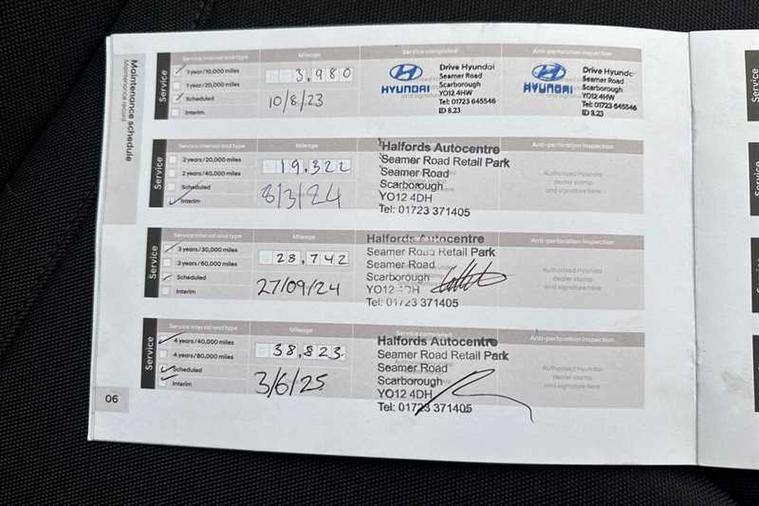 Maintenance schedule
Maintenance record
Service
Service interval and type
Mileage
Service completed
Anti-perforation inspection
1 year/10,000 miles
1 year/20,000 miles
Scheduled
Interim
3,980
10/8/23
HYUNDAI
Drive Hyundai
Seamer Road
Scarborough
YO12 4HW
Tel: 01723 645546
ID 8.23
HYUNDAI
Drive Hyundai
Seamer Road
Scarborough
YO12 4HW
Tel: 01723 645546
ID 8.23
Service
Service interval and type
Mileage
Anti-perforation inspection
2 years/20,000 miles
2 years/40,000 miles
Scheduled
Interim
19,322
8/3/24
Halfords Autocentre
Seamer Road Retail Park
Seamer Road
Scarborough
YO12 4DH
Tel: 01723 371405
Authorised Hyundai
dealer stamp
and signature here
Service
Service interval and type
Mileage
Anti-perforation inspection
3 years/30,000 miles
3 years/60,000 miles
Scheduled
Interim
28,742
27/09/24
Halfords Autocentre
Seamer Road Retail Park
Seamer Road
Scarborough
YO12 4DH
Tel: 01723 371405
Authorised Hyundai
dealer stamp
and signature here
Service
Service interval and type
Mileage
Service completed
Anti-perforation inspection
4 years/40,000 miles
4 years/80,000 miles
Scheduled
Interim
38,823
3/6/25
Halfords Autocentre
Seamer Road Retail Park
Seamer Road
Scarborough
YO12 4DH
Tel: 01723 371405
Authorised Hyundai
dealer stamp
and signature here
06
Service
Service